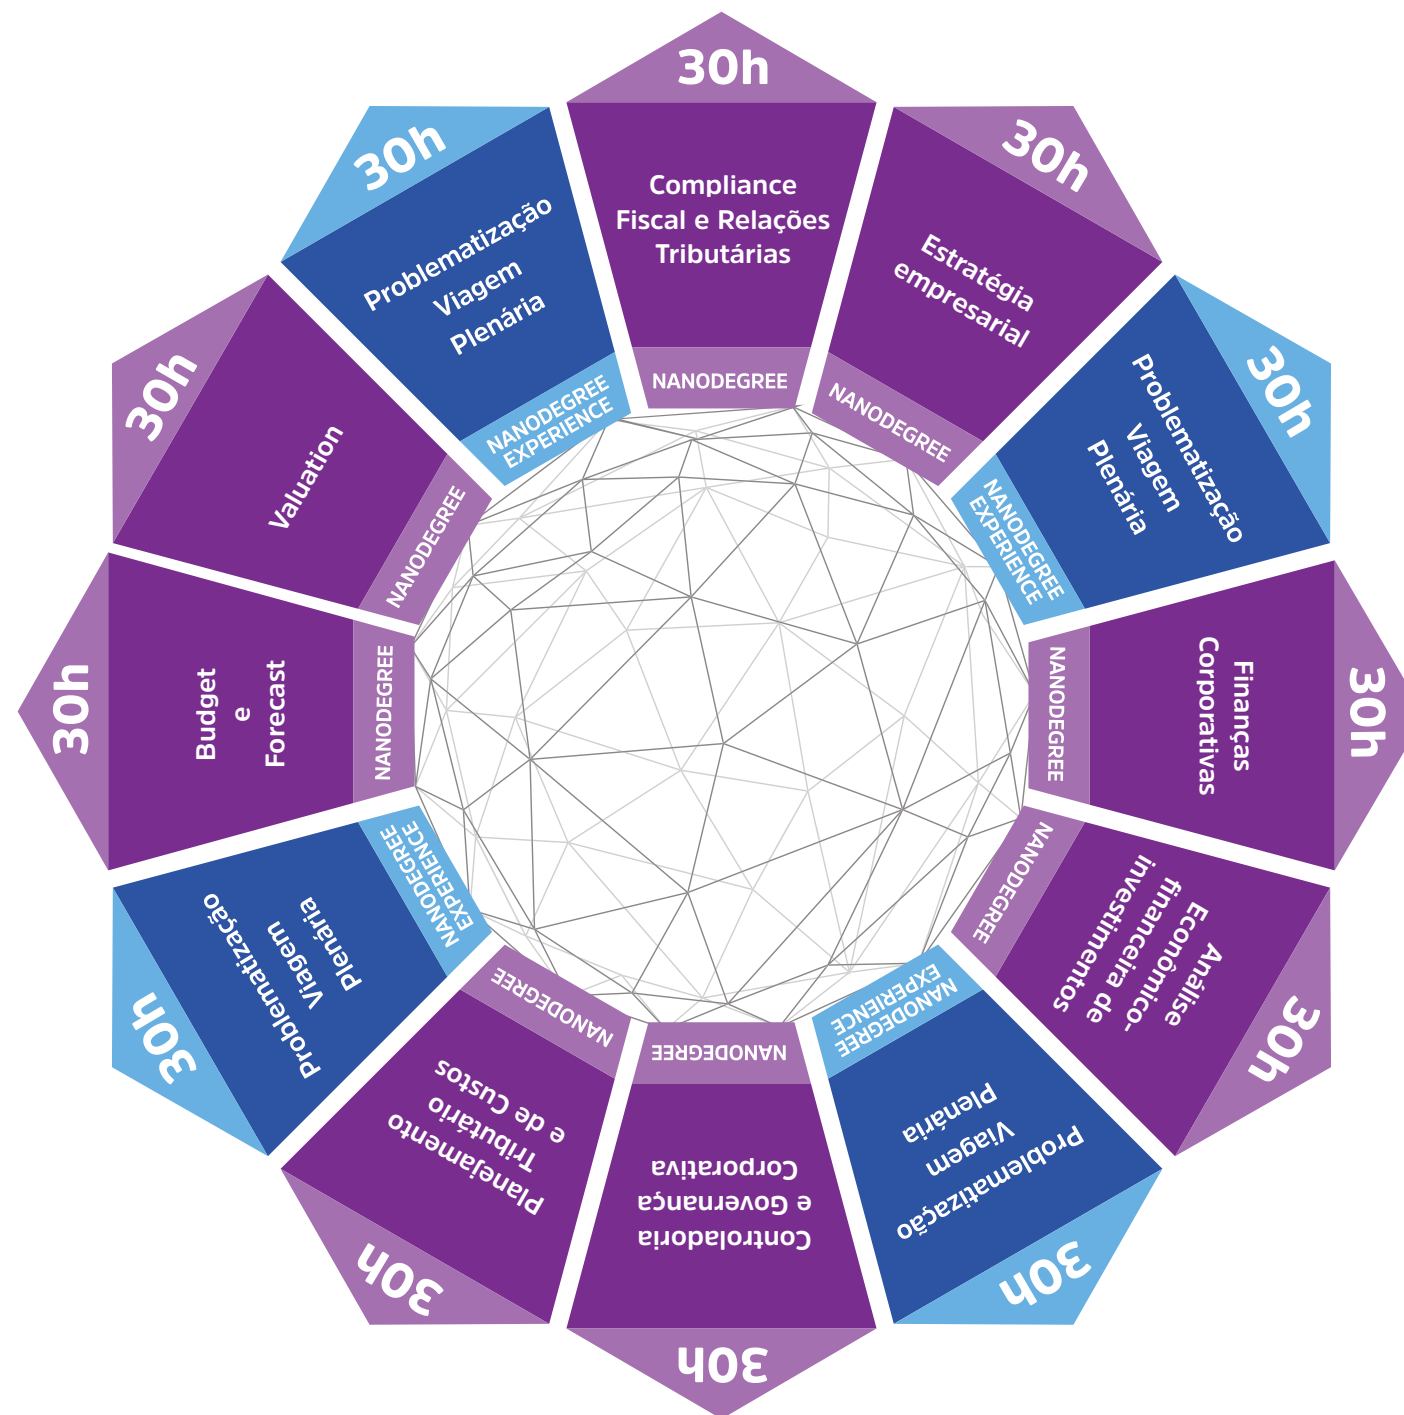 30h
Compliance
Fiscal e Relações
Tributárias
NANODEGREE
30h
Estratégia
empresarial
NANODEGREE
30h
Problematização
Viagem
Plenária
NANODEGREE
EXPERIENCE
30h
Finanças
Corporativas
NANODEGREE
30h
Análise
Econômico-
financeira de
investimentos
NANODEGREE
30h
Problematização
Viagem
Plenária
NANODEGREE
EXPERIENCE
30h
Controladoria
e Governança
Corporativa
NANODEGREE
30h
Planejamento
Tributário
e de Custos
NANODEGREE
30h
Problematização
Viagem
Plenária
NANODEGREE
EXPERIENCE
30h
Budget
e
Forecast
NANODEGREE
30h
Valuation
NANODEGREE
30h
Problematização
Viagem
Plenária
NANODEGREE
EXPERIENCE